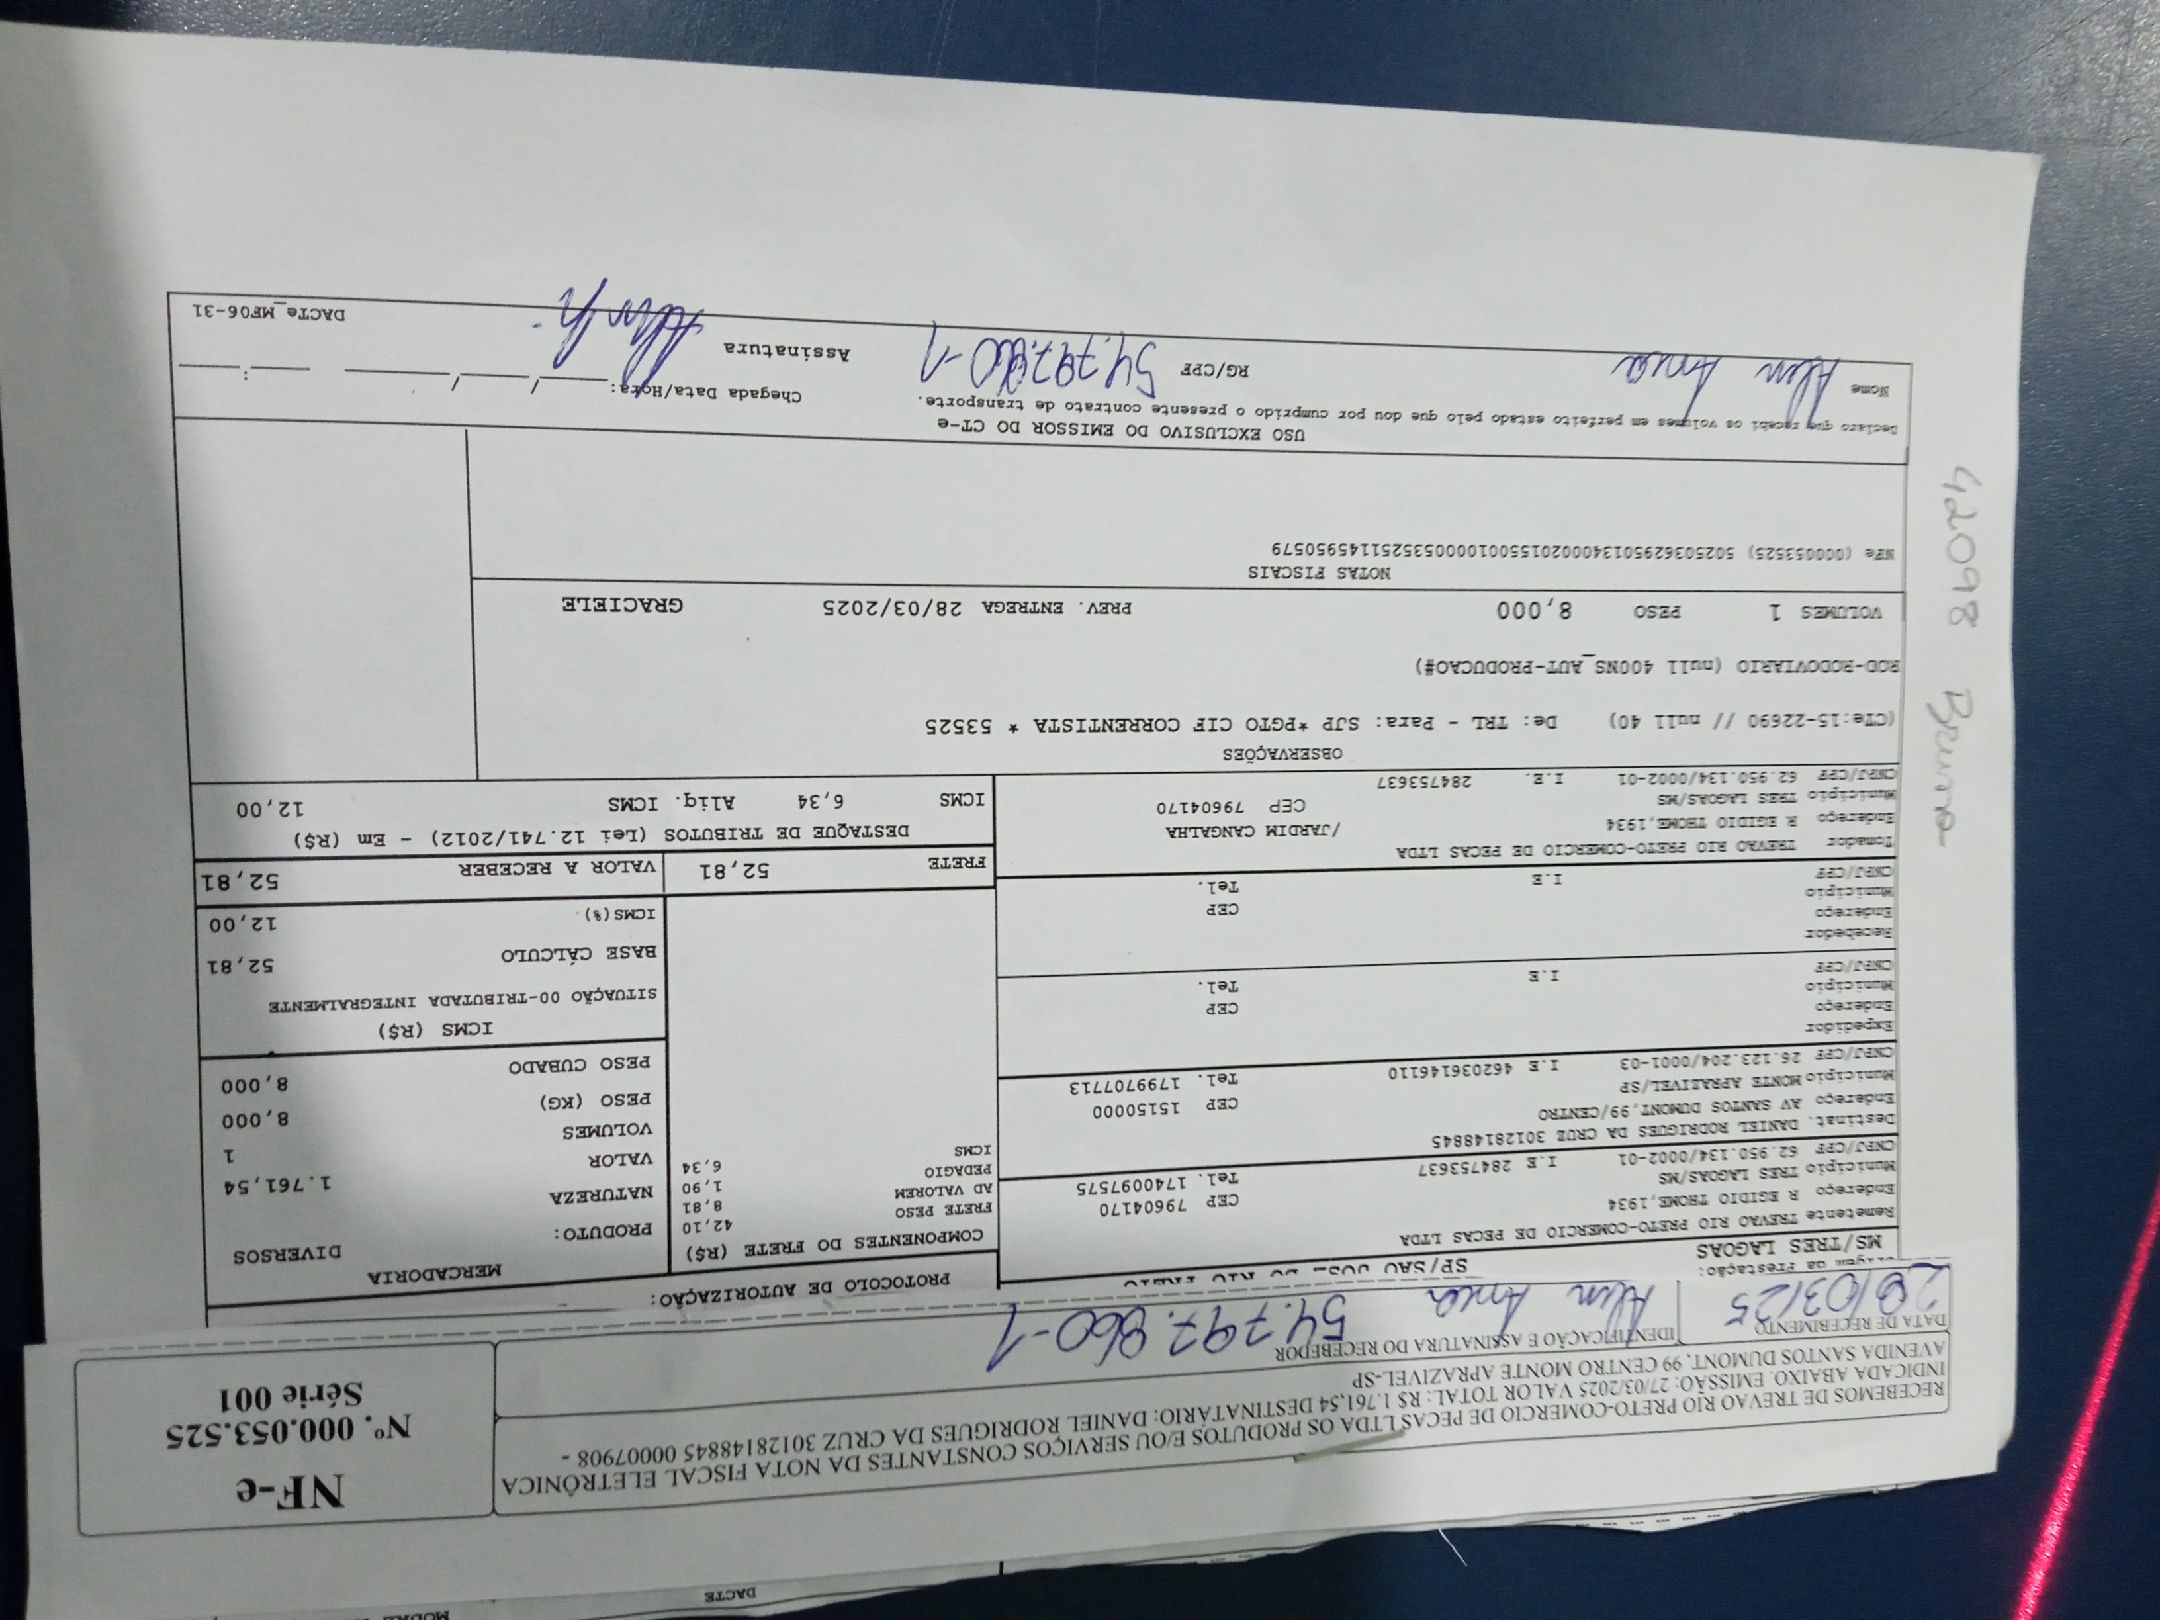 DACTE
RECEBEMOS DE TREVAO RIO PRETO-COMERCIO DE PECAS LTDA OS PRODUTOS E/OU SERVIÇOS CONSTANTES DA NOTA FISCAL ELETRÔNICA
INDICADA ABAIXO. EMISSÃO: 27/03/2025 VALOR TOTAL: R$ 1.761,54 DESTINATÁRIO: DANIEL RODRIGUES DA CRUZ 30128148845 00007908 -
AVENIDA SANTOS DUMONT, 99 CENTRO MONTE APRAZIVEL-SP
NF-e
Nº. 000.053.525
Série 001
DATA DE RECEBIMENTO
28/03/25
IDENTIFICAÇÃO E ASSINATURA DO RECEBEDOR
54.797.860-1
PROTOCOLO DE AUTORIZAÇÃO:
da Prestação:
MS/TRES LAGOAS
Remetente TREVAO RIO PRETO-COMERCIO DE PECAS LTDA
Endereço R EGIDIO THOME,1934
CEP 79604170
Município TRES LAGOAS/MS
Tel. 1740097575
CNPJ/CPF 62.950.134/0002-01 I.E 284753637
Destinat. DANIEL RODRIGUES DA CRUZ 30128148845
Endereço AV SANTOS DUMONT,99/CENTRO
CEP 15150000
Município MONTE APRAZIVEL/SP
Tel. 1799707713
CNPJ/CPF 26.123.204/0001-03 I.E 462036146110
Expedidor
Endereço
CEP
Município
Tel.
CNPJ/CPF I.E
Recebedor
Endereço
CEP
Município
Tel.
CNPJ/CPF I.E
Tomador TREVAO RIO PRETO-COMERCIO DE PECAS LTDA
Endereço R EGIDIO THOME,1934 /JARDIM CANGALHA
Município TRES LAGOAS/MS CEP 79604170
CNPJ/CPF 62.950.134/0002-01 I.E. 284753637
COMPONENTES DO FRETE (R$)
FRETE PESO 42,10
AD VALOREM 8,81
PEDAGIO 1,90
ICMS 6,34
MERCADORIA
PRODUTO: DIVERSOS
NATUREZA
VALOR 1.761,54
VOLUMES 1
PESO (KG) 8,000
PESO CUBADO 8,000
ICMS (R$)
SITUAÇÃO 00-TRIBUTADA INTEGRALMENTE
BASE CÁLCULO 52,81
ICMS(%) 12,00
FRETE 52,81 VALOR A RECEBER 52,81
DESTAQUE DE TRIBUTOS (Lei 12.741/2012) - Em (R$)
ICMS 6,34 Aliq. ICMS 12,00
OBSERVAÇÕES
(CTe:15-22690 // null 40) De: TRL - Para: SJP *PGTO CIF CORRENTISTA * 53525
ROD-RODOVIARIO (null 400NS_AUT-PRODUCAO#)
VOLUMES 1 PESO 8,000 PREV. ENTREGA 28/03/2025 GRACIELE
NOTAS FISCAIS
NFe (000053525) 50250362950134000201550010000535251145950579
USO EXCLUSIVO DO EMISSOR DO CT-e
Declaro que recebi os volumes em perfeito estado pelo que dou por cumprido o presente contrato de transporte.
Nome
RG/CPF 54.797.860-1
Assinatura
Chegada Data/Hora: ___/___/___ ___:___
DACTe_MF06-31
42098 Bruno